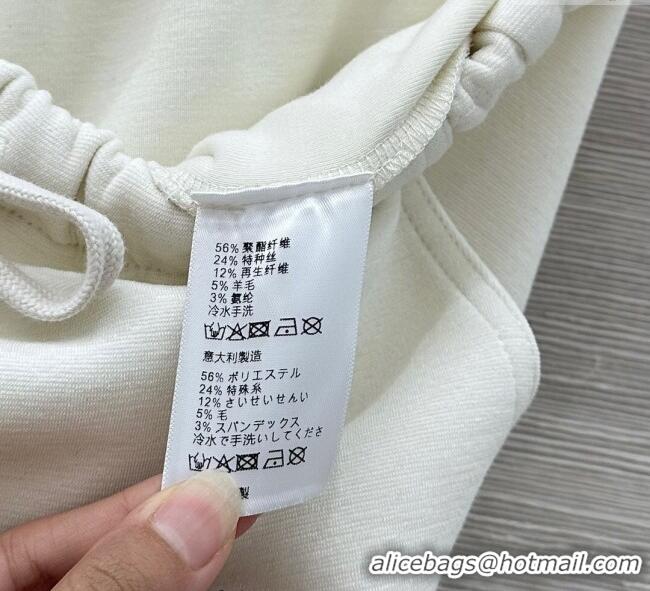 56% 聚酯纤维
24% 特种丝
12% 再生纤维
5% 羊毛
3% 氨纶
冷水手洗
意大利製造
56% ポリエステル
24% 特殊糸
12% さいせいせんい
5% 毛
3% スパンデックス
冷水で手洗いしてくださ
製
alicebags@hotmail.com